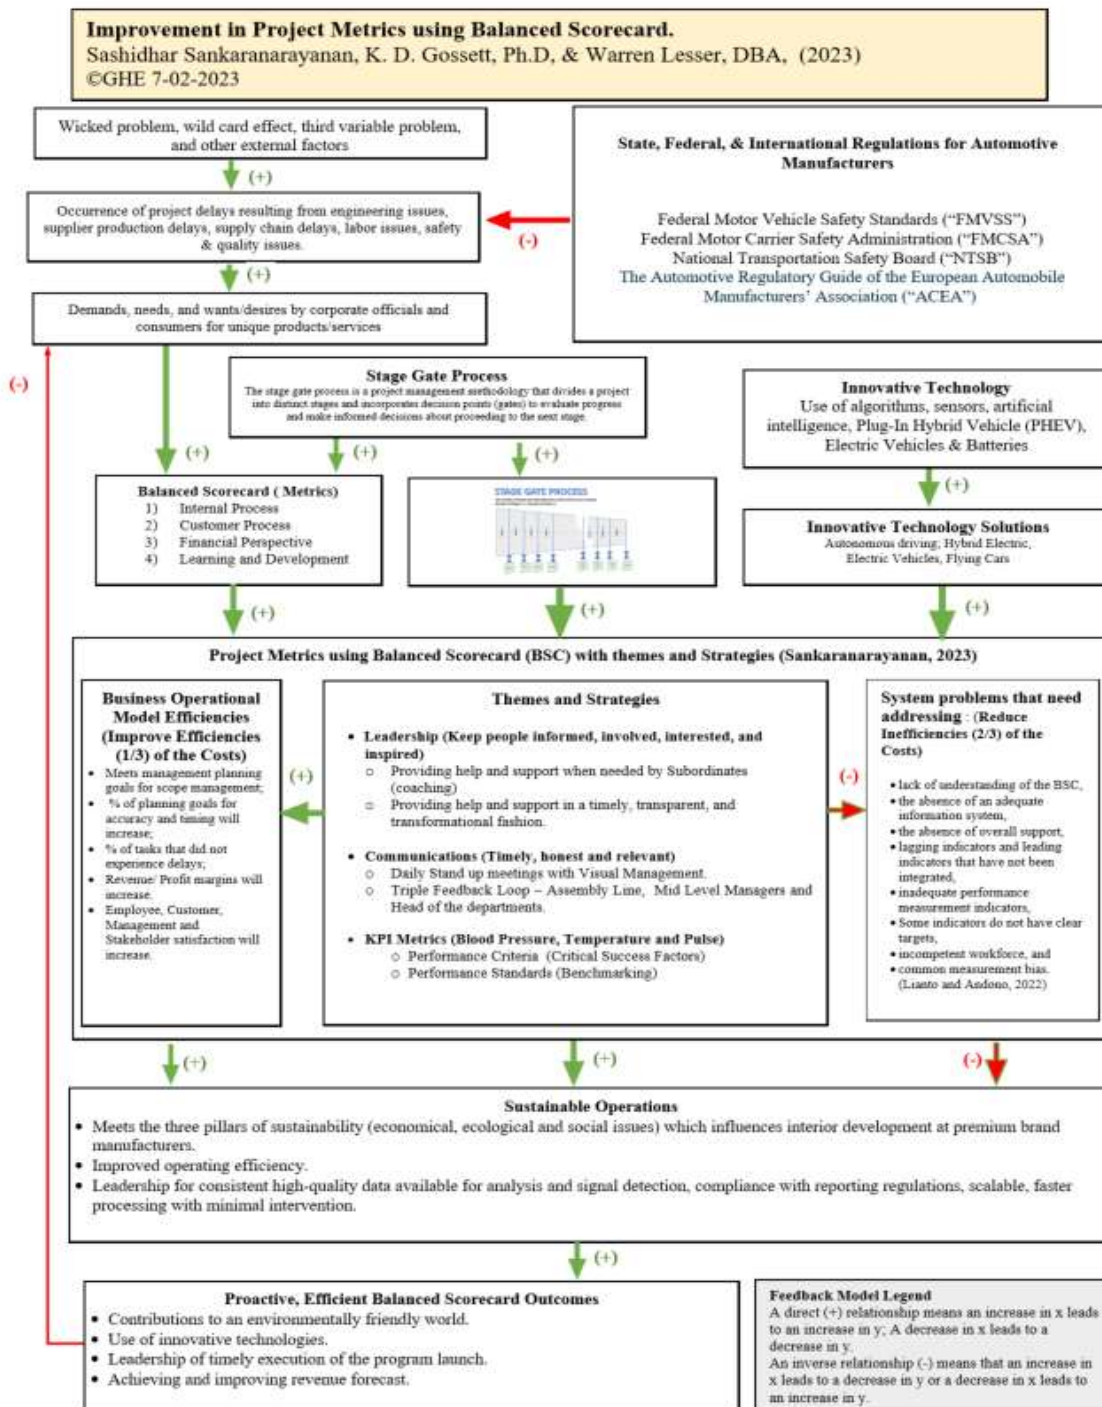 Improvement in Project Metrics using Balanced Scorecard.
Sashidhar Sankaranarayanan, K. D. Gossett, Ph.D, & Warren Lesser, DBA, (2023)
©GHE 7-02-2023
Wicked problem, wild card effect, third variable problem,
and other external factors
(+)
Occurrence of project delays resulting from engineering issues,
supplier production delays, supply chain delays, labor issues, safety
& quality issues.
(-)
State, Federal, & International Regulations for Automotive
Manufacturers
Federal Motor Vehicle Safety Standards (“FMVSS”)
Federal Motor Carrier Safety Administration (“FMCSA”)
National Transportation Safety Board (“NTSB”)
The Automotive Regulatory Guide of the European Automobile
Manufacturers’ Association (“ACEA”)
(+)
Demands, needs, and wants/desires by corporate officials and
consumers for unique products/services
(-)
Stage Gate Process
The stage gate process is a project management methodology that divides a project
into distinct stages and incorporates decision points (gates) to evaluate progress
and make informed decisions about proceeding to the next stage.
Innovative Technology
Use of algorithms, sensors, artificial
intelligence, Plug-In Hybrid Vehicle (PHEV),
Electric Vehicles & Batteries
(+)
(+)
(+)
(+)
Balanced Scorecard ( Metrics)
1) Internal Process
2) Customer Process
3) Financial Perspective
4) Learning and Development
STAGE GATE PROCESS
Innovative Technology Solutions
Autonomous driving, Hybrid Electric,
Electric Vehicles, Flying Cars
(+)
(+)
(+)
Project Metrics using Balanced Scorecard (BSC) with themes and Strategies (Sankaranarayanan, 2023)
Business Operational
Model Efficiencies
(Improve Efficiencies
(1/3) of the Costs)
• Meets management planning
goals for scope management;
• % of planning goals for
accuracy and timing will
increase;
• % of tasks that did not
experience delays;
• Revenue/ Profit margins will
increase.
• Employee, Customer,
Management and
Stakeholder satisfaction will
increase.
(+)
Themes and Strategies
• Leadership (Keep people informed, involved, interested, and
inspired)
○ Providing help and support when needed by Subordinates
(coaching)
○ Providing help and support in a timely, transparent, and
transformational fashion.
• Communications (Timely, honest and relevant)
○ Daily Stand up meetings with Visual Management.
○ Triple Feedback Loop – Assembly Line, Mid Level Managers and
Head of the departments.
• KPI Metrics (Blood Pressure, Temperature and Pulse)
○ Performance Criteria (Critical Success Factors)
○ Performance Standards (Benchmarking)
(-)
System problems that need
addressing : (Reduce
Inefficiencies (2/3) of the
Costs)
• lack of understanding of the BSC,
• the absence of an adequate
information system,
• the absence of overall support,
• lagging indicators and leading
indicators that have not been
integrated,
• inadequate performance
measurement indicators,
• Some indicators do not have clear
targets,
• incompetent workforce, and
• common measurement bias.
(Lianto and Andono, 2022)
(+)
(+)
(-)
Sustainable Operations
• Meets the three pillars of sustainability (economical, ecological and social issues) which influences interior development at premium brand
manufacturers.
• Improved operating efficiency.
• Leadership for consistent high-quality data available for analysis and signal detection, compliance with reporting regulations, scalable, faster
processing with minimal intervention.
(+)
Proactive, Efficient Balanced Scorecard Outcomes
• Contributions to an environmentally friendly world.
• Use of innovative technologies.
• Leadership of timely execution of the program launch.
• Achieving and improving revenue forecast.
Feedback Model Legend
A direct (+) relationship means an increase in x leads
to an increase in y; A decrease in x leads to a
decrease in y.
An inverse relationship (-) means that an increase in
x leads to a decrease in y or a decrease in x leads to
an increase in y.